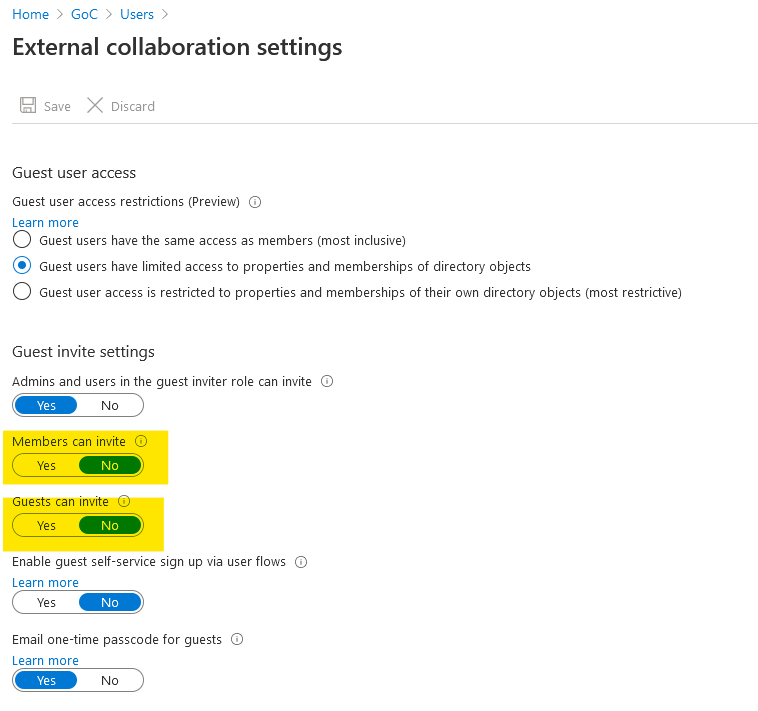 Home > GoC > Users >
External collaboration settings
Save Discard
Guest user access
Guest user access restrictions (Preview)
Learn more
Guest users have the same access as members (most inclusive)
Guest users have limited access to properties and memberships of directory objects
Guest user access is restricted to properties and memberships of their own directory objects (most restrictive)
Guest invite settings
Admins and users in the guest inviter role can invite
Yes No
Members can invite
Yes No
Guests can invite
Yes No
Enable guest self-service sign up via user flows
Learn more
Yes No
Email one-time passcode for guests
Learn more
Yes No